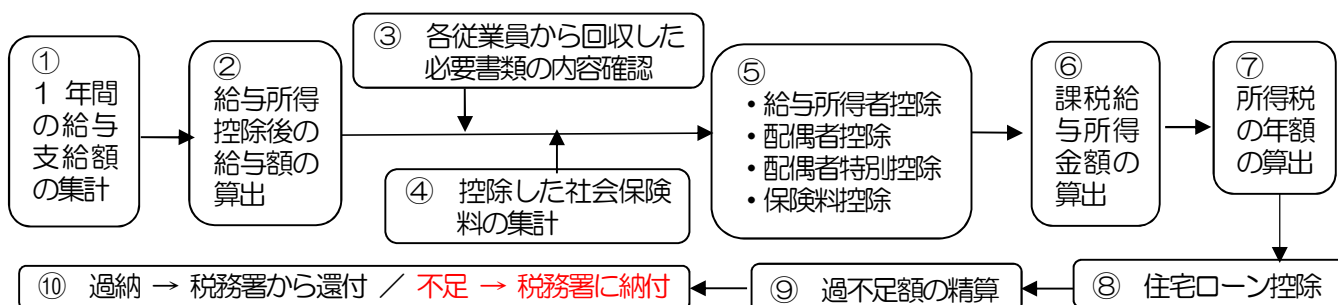 ①
1 年間
の給与
支給額
の集計
②
給与所得
控除後の
給与額の
算出
③ 各従業員から回収した
必要書類の内容確認
④ 控除した社会保険
料の集計
⑤
・給与所得者控除
・配偶者控除
・配偶者特別控除
・保険料控除
⑥
課税給
与所得
金額の
算出
⑦
所得税
の年額
の算出
⑧ 住宅ローン控除
⑨ 過不足額の精算
⑩ 過納 → 税務署から還付 / 不足 → 税務署に納付